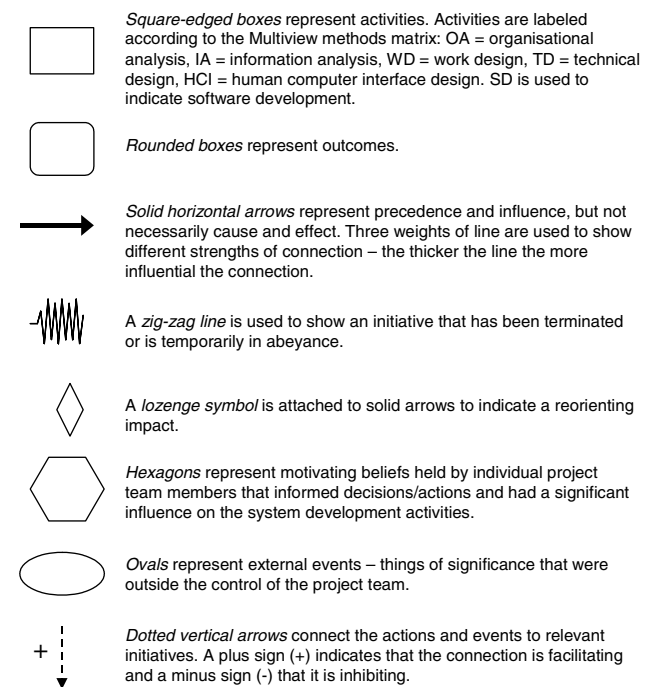 Square-edged boxes represent activities. Activities are labeled
according to the Multiview methods matrix: OA = organisational
analysis, IA = information analysis, WD = work design, TD = technical
design, HCI = human computer interface design. SD is used to
indicate software development.
Rounded boxes represent outcomes.
Solid horizontal arrows represent precedence and influence, but not
necessarily cause and effect. Three weights of line are used to show
different strengths of connection – the thicker the line the more
influential the connection.
A zig-zag line is used to show an initiative that has been terminated
or is temporarily in abeyance.
A lozenge symbol is attached to solid arrows to indicate a reorienting
impact.
Hexagons represent motivating beliefs held by individual project
team members that informed decisions/actions and had a significant
influence on the system development activities.
Ovals represent external events – things of significance that were
outside the control of the project team.
+
Dotted vertical arrows connect the actions and events to relevant
initiatives. A plus sign (+) indicates that the connection is facilitating
and a minus sign (-) that it is inhibiting.